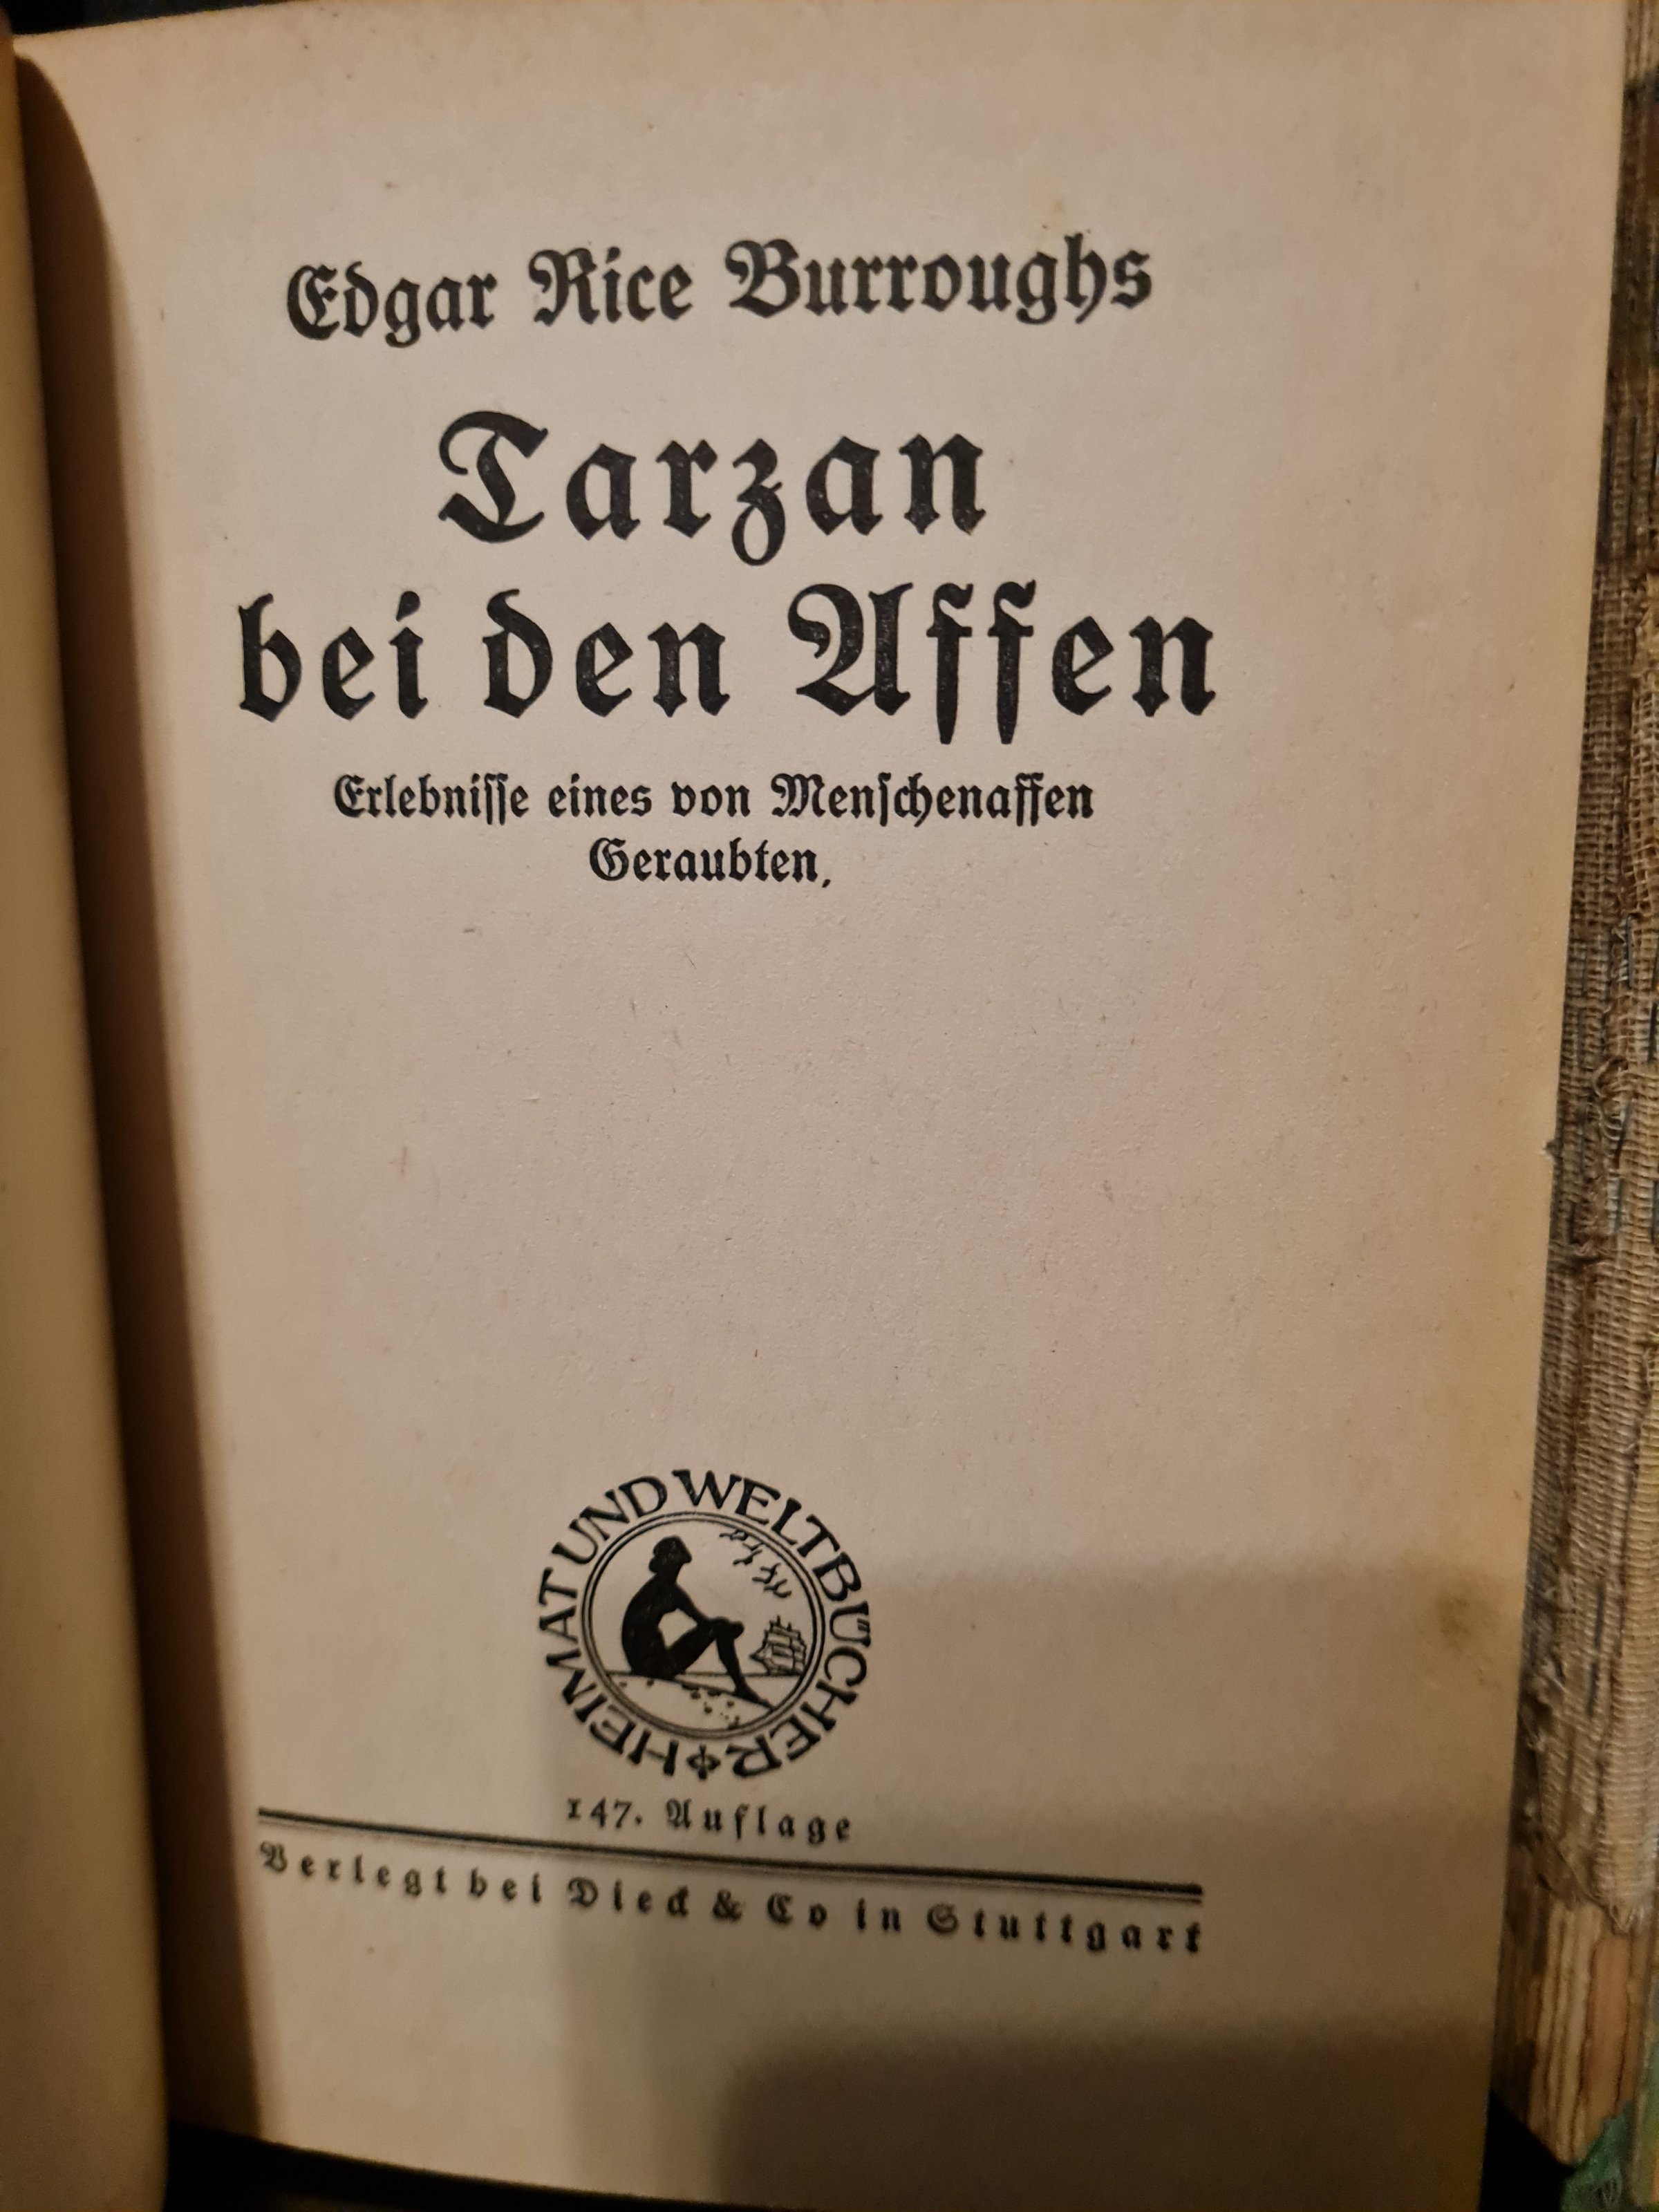 Edgar Rice Burroughs
Tarzan
bei den Affen
Erlebniſſe eines von Menſchenaffen
Geraubten.
HEIMAT UND WELTBÜCHER
147. Auflage
Verlegt bei Dieck & Co in Stuttgart